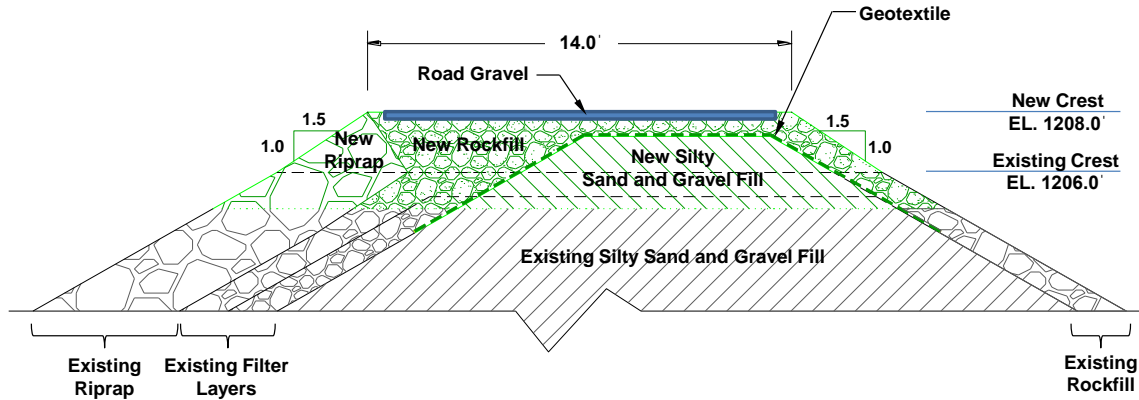 Geotextile
14.0'
Road Gravel
New Crest
EL. 1208.0'
1.5
1.0
New
Riprap
New Rockfill
New Silty
Sand and Gravel Fill
1.5
1.0
Existing Crest
EL. 1206.0'
Existing Silty Sand and Gravel Fill
Existing
Riprap
Existing Filter
Layers
Existing
Rockfill